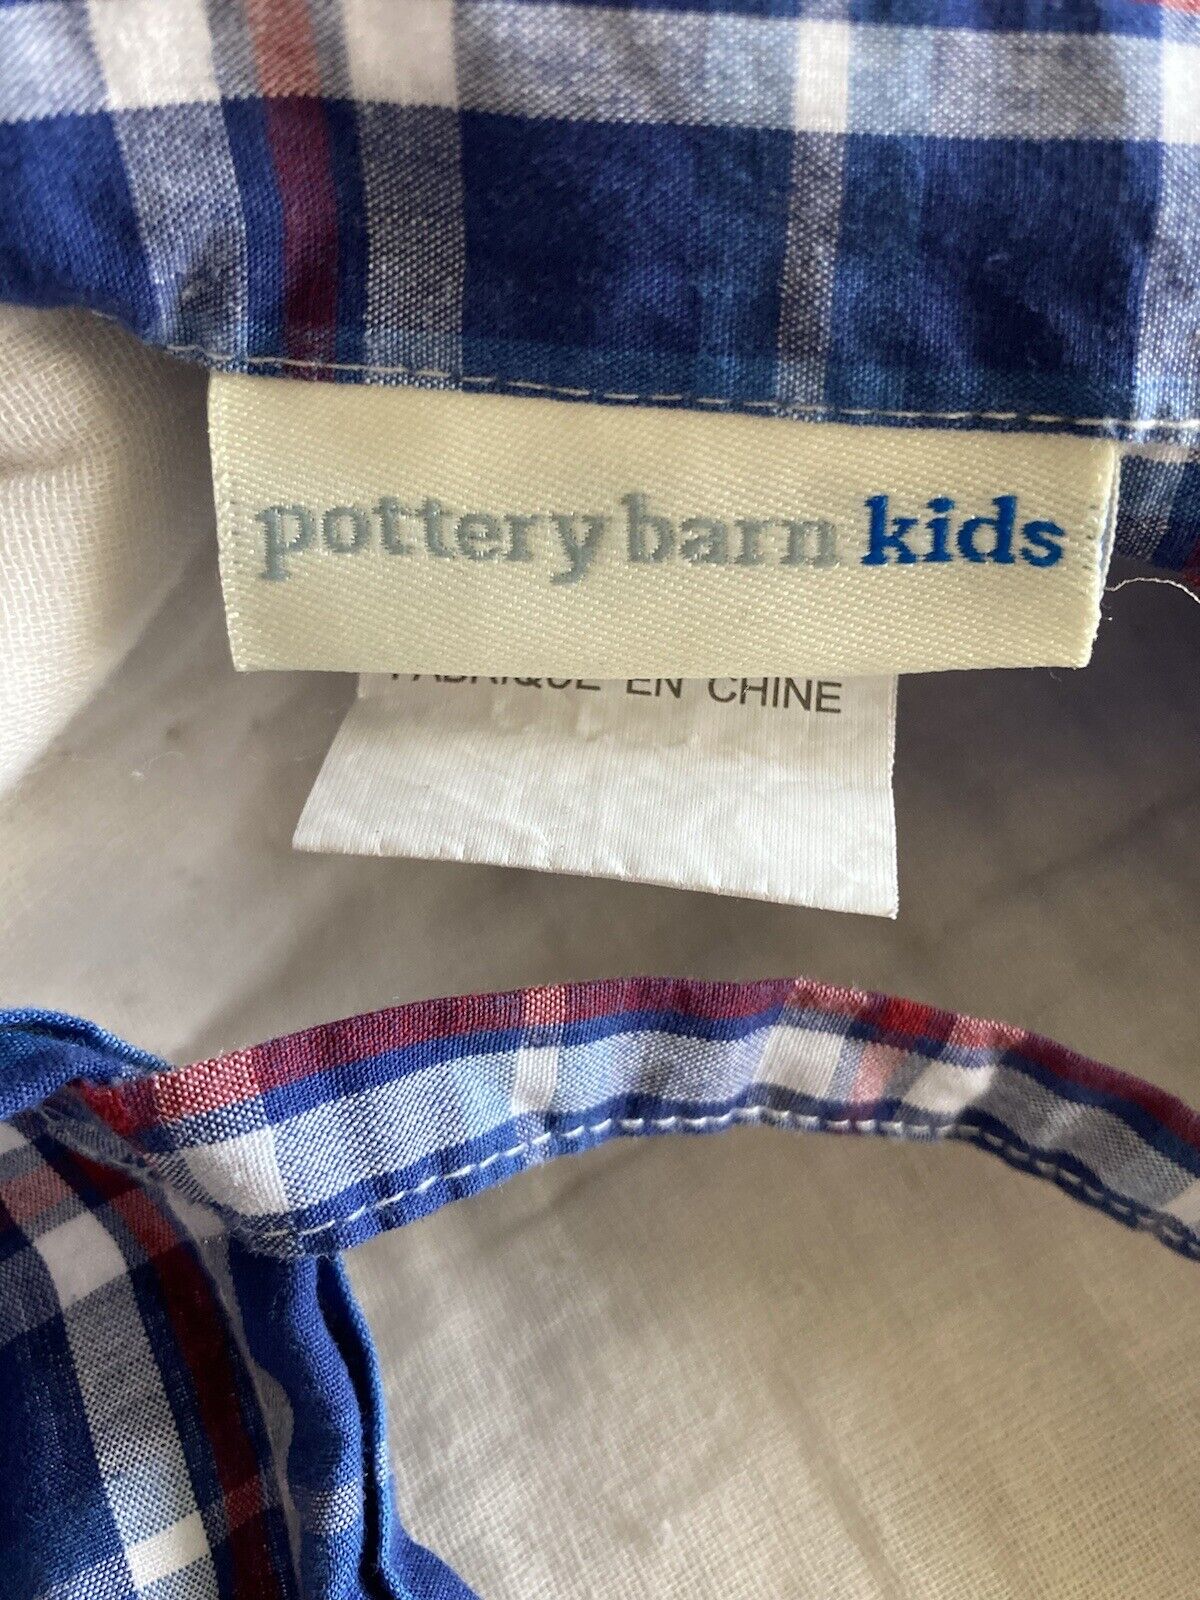 pottery barn kids
FABRIQUE EN CHINE